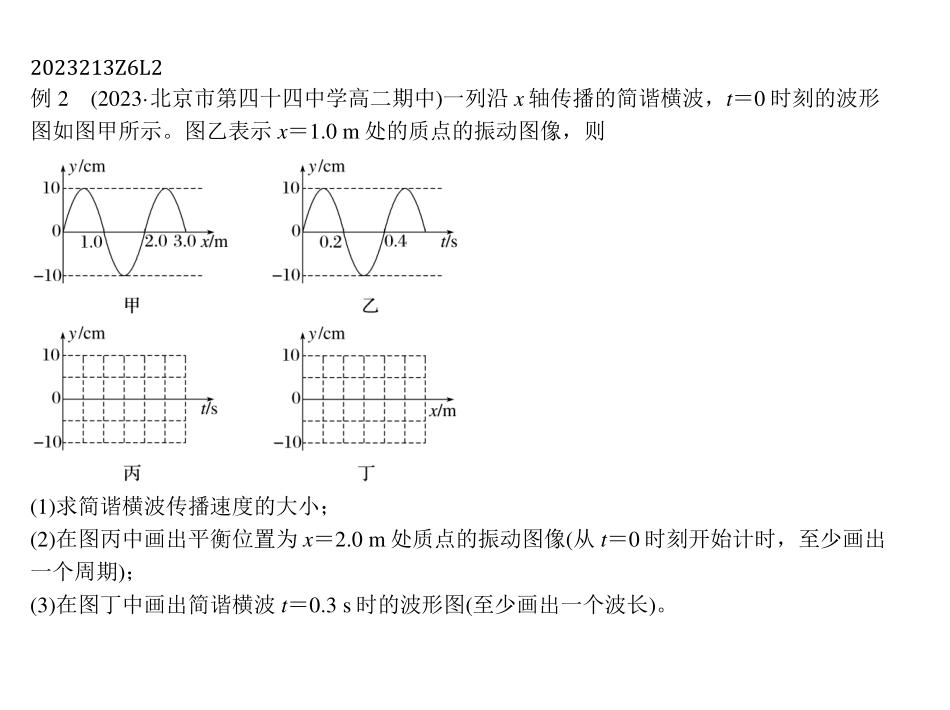 2023213Z6L2
例 2 (2023·北京市第四十四中学高二期中)一列沿 x 轴传播的简谐横波，t＝0 时刻的波形
图如图甲所示。图乙表示 x＝1.0 m 处的质点的振动图像，则
y/cm
10
0
1.0
2.0
3.0
x/m
−10
甲
y/cm
10
0
0.2
0.4
t/s
−10
乙
y/cm
10
0
t/s
−10
丙
y/cm
10
0
x/m
−10
丁
(1)求简谐横波传播速度的大小；
(2)在图丙中画出平衡位置为 x＝2.0 m 处质点的振动图像(从 t＝0 时刻开始计时，至少画出
一个周期)；
(3)在图丁中画出简谐横波 t＝0.3 s 时的波形图(至少画出一个波长)。